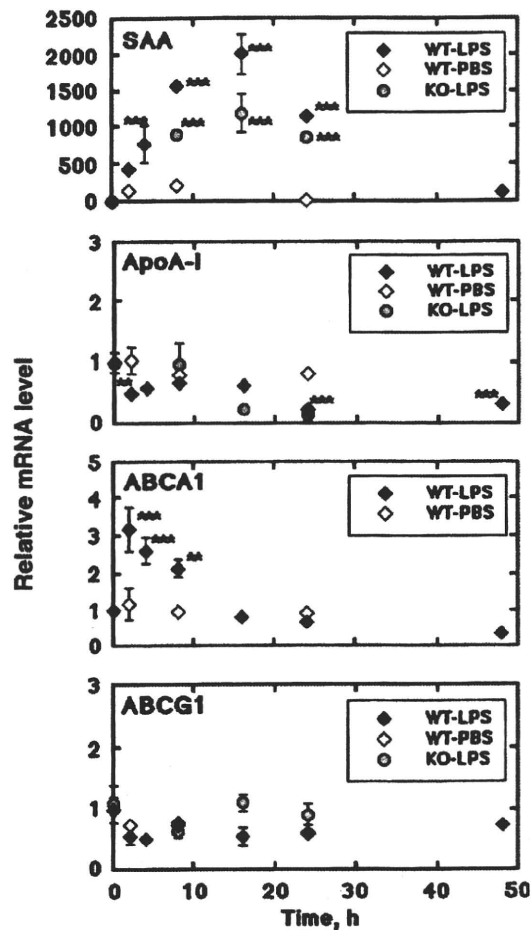 Relative mRNA level
2500
SAA
2000
1500
1000
500
0
WT-LPS
WT-PBS
KO-LPS
***
***
***
***
***
***
***
3
ApoA-I
2
1
0
WT-LPS
WT-PBS
KO-LPS
**
***
***
5
ABCA1
4
3
2
1
0
WT-LPS
WT-PBS
***
***
**
3
ABCG1
2
1
0
WT-LPS
WT-PBS
KO-LPS
0 10 20 30 40 50
Time, h